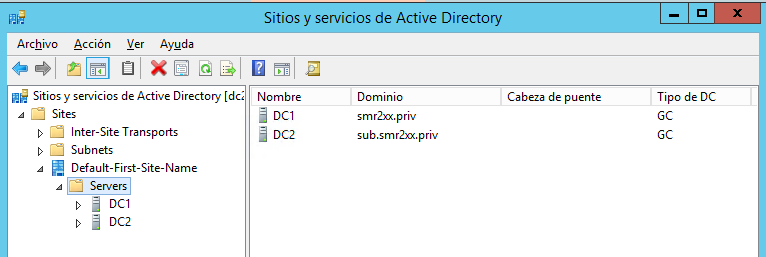 Sitios y servicios de Active Directory
Archivo Acción Ver Ayuda
Sitios y servicios de Active Directory [dc2
Sites
Inter-Site Transports
Subnets
Default-First-Site-Name
Servers
DC1
DC2
Nombre Dominio Cabeza de puente Tipo de DC
DC1 smr2xx.priv GC
DC2 sub.smr2xx.priv GC